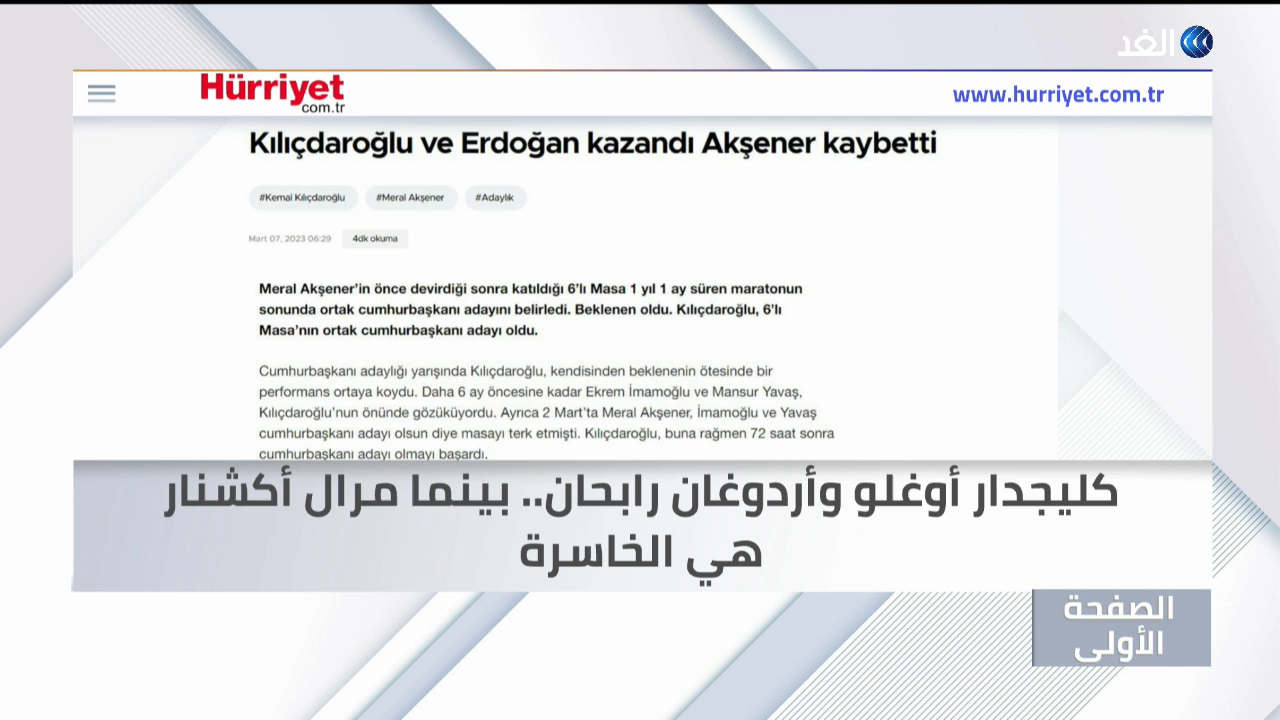 الغد
Hürriyet
com.tr
www.hurriyet.com.tr
Kılıçdaroğlu ve Erdoğan kazandı Akşener kaybetti
#Kemal Kılıçdaroğlu #Meral Akşener #Adaylık
Mart 07, 2023 06:29 4dk okuma
Meral Akşener’in önce devirdiği sonra katıldığı 6’lı Masa 1 yıl 1 ay süren maratonun
sonunda ortak cumhurbaşkanı adayını belirledi. Beklenen oldu. Kılıçdaroğlu, 6’lı
Masa’nın ortak cumhurbaşkanı adayı oldu.
Cumhurbaşkanı adaylığı yarışında Kılıçdaroğlu, kendisinden beklenenin ötesinde bir
performans ortaya koydu. Daha 6 ay öncesine kadar Ekrem İmamoğlu ve Mansur Yavaş,
Kılıçdaroğlu’nun önünde gözüküyordu. Ayrıca 2 Mart’ta Meral Akşener, İmamoğlu ve Yavaş
cumhurbaşkanı adayı olsun diye masayı terk etmişti. Kılıçdaroğlu, buna rağmen 72 saat sonra
cumhurbaşkanı adayı olmayı başardı.
كليجدار أوغلو وأردوغان رابحان.. بينما مرال أكشنار
هي الخاسرة
الصفحة
الأولى